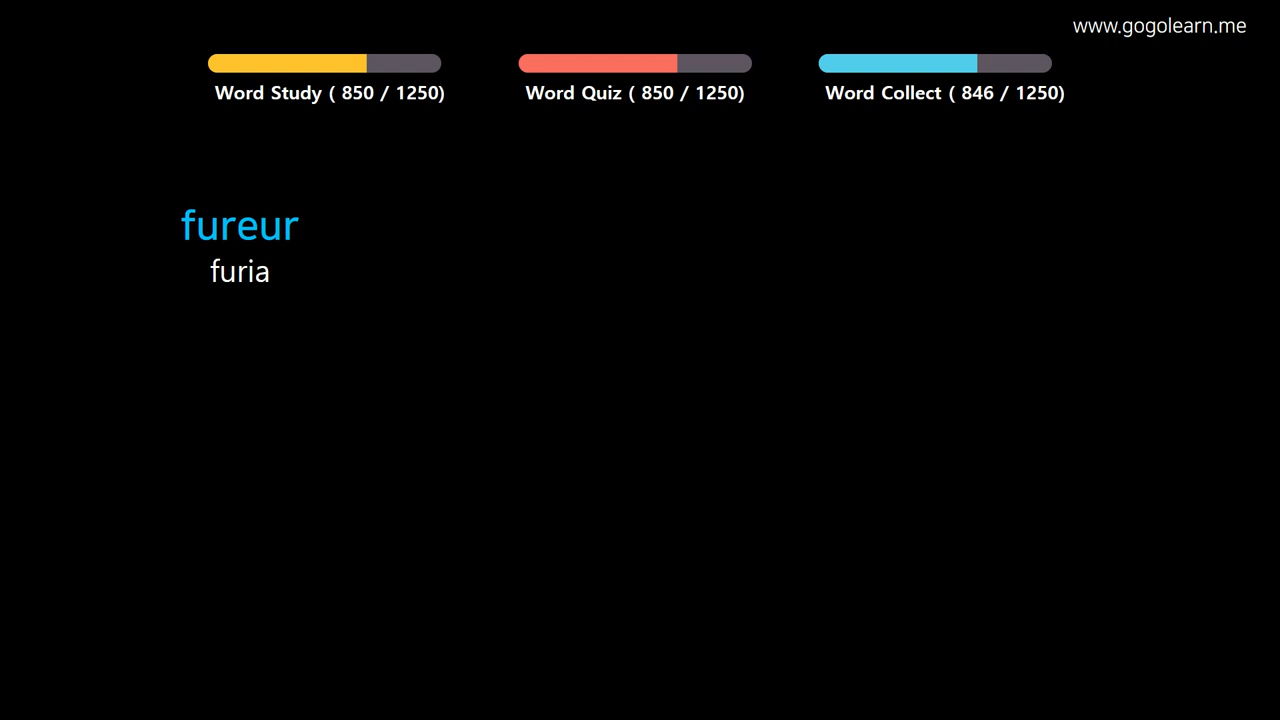 www.gogolearn.me
Word Study ( 850 / 1250)
Word Quiz ( 850 / 1250)
Word Collect ( 846 / 1250)
fureur
furia